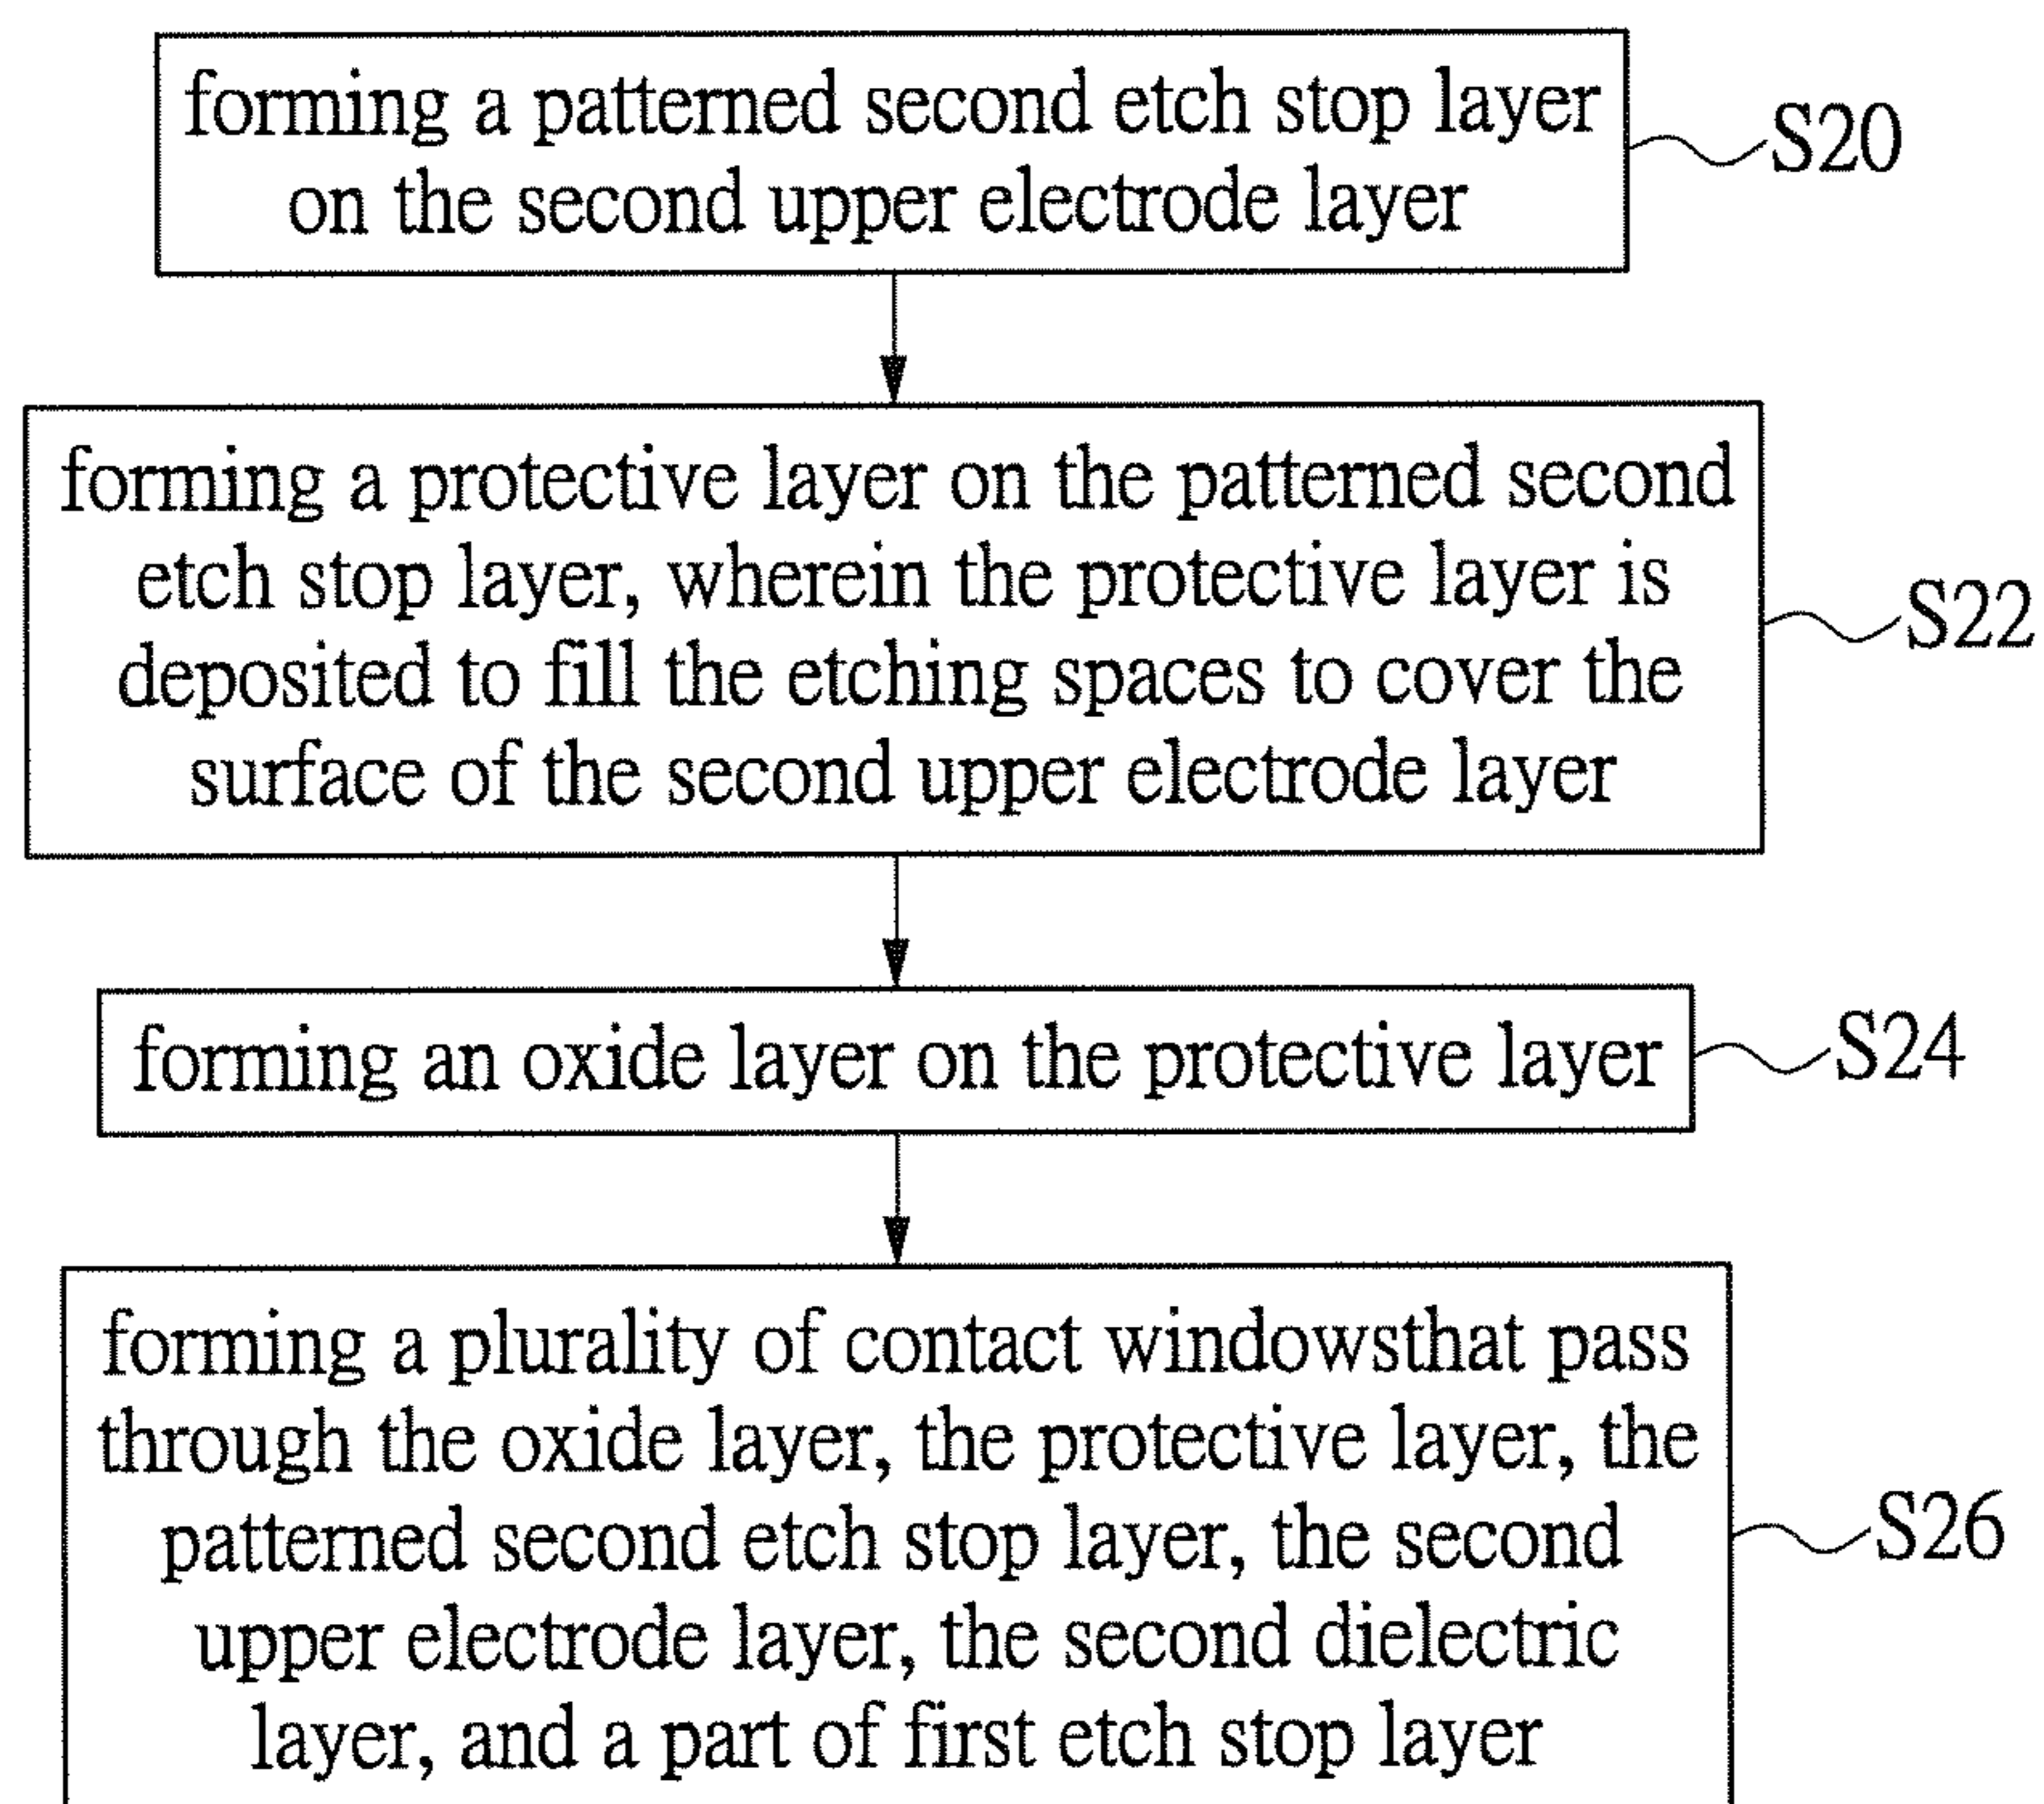 forming a patterned second etch stop layer
on the second upper electrode layer
S20
forming a protective layer on the patterned second
etch stop layer, wherein the protective layer is
deposited to fill the etching spaces to cover the
surface of the second upper electrode layer
S22
forming an oxide layer on the protective layer
S24
forming a plurality of contact windowsthat pass
through the oxide layer, the protective layer, the
patterned second etch stop layer, the second
upper electrode layer, the second dielectric
layer, and a part of first etch stop layer
S26